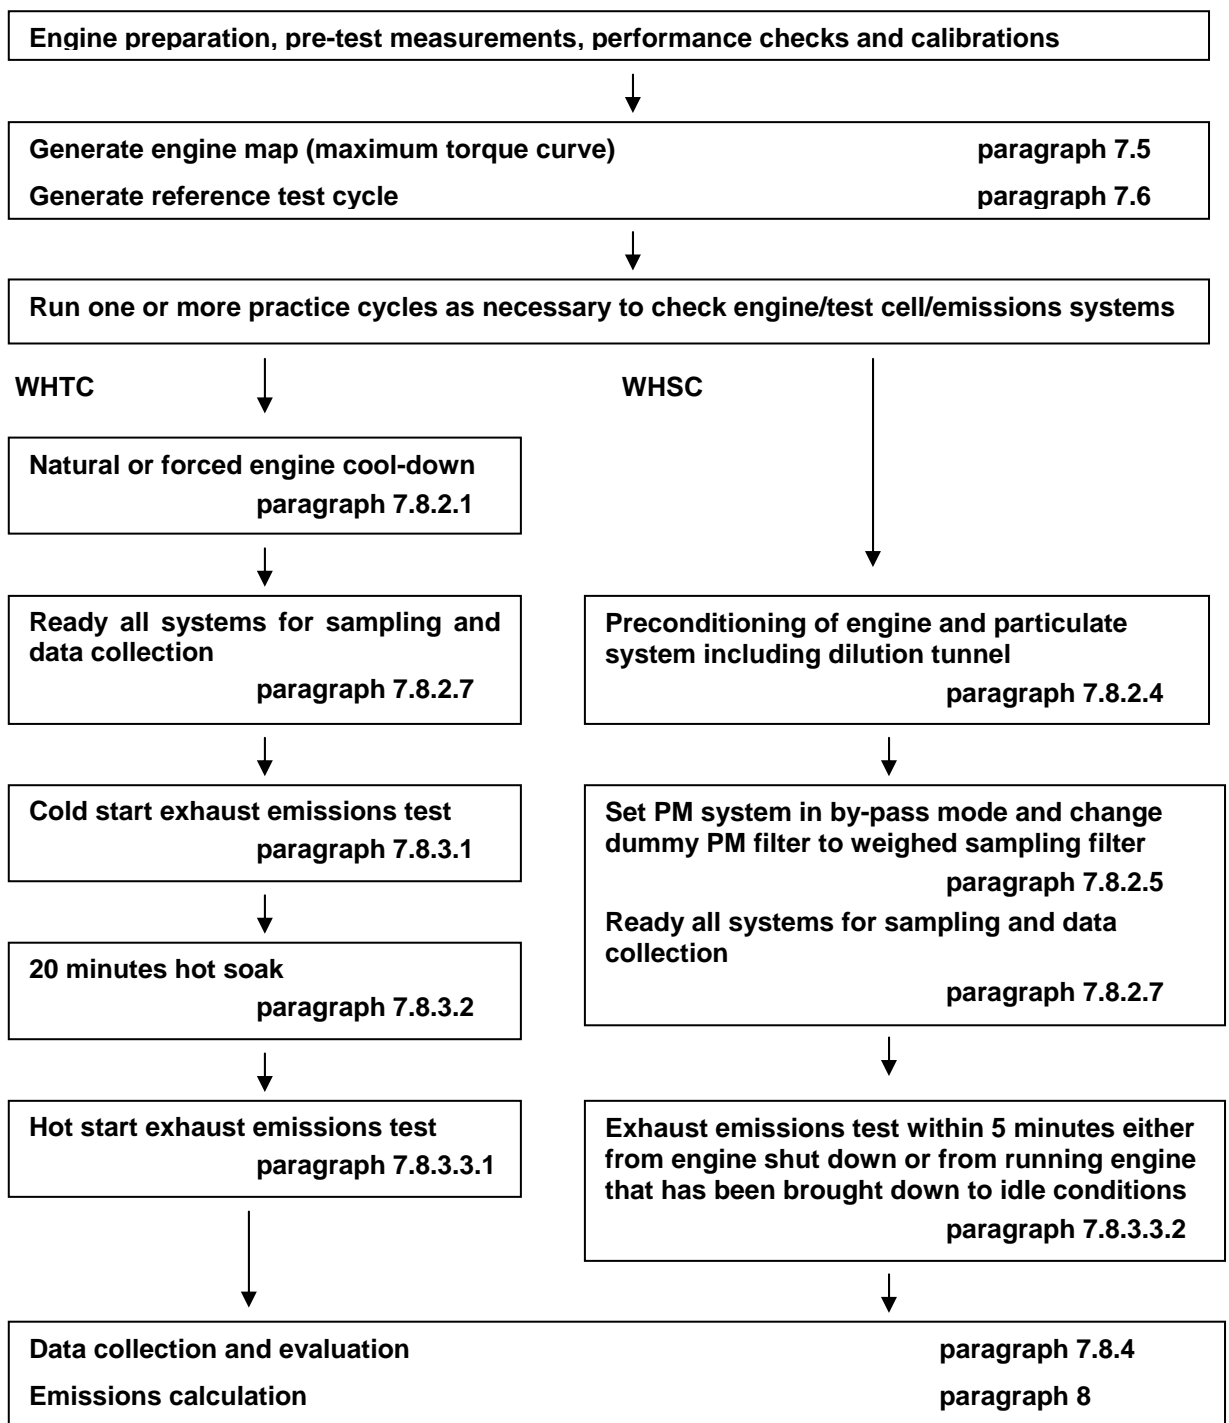 Engine preparation, pre-test measurements, performance checks and calibrations
Generate engine map (maximum torque curve) paragraph 7.5
Generate reference test cycle paragraph 7.6
Run one or more practice cycles as necessary to check engine/test cell/emissions systems
WHTC
Natural or forced engine cool-down
paragraph 7.8.2.1
Ready all systems for sampling and
data collection
paragraph 7.8.2.7
Cold start exhaust emissions test
paragraph 7.8.3.1
20 minutes hot soak
paragraph 7.8.3.2
Hot start exhaust emissions test
paragraph 7.8.3.3.1
WHSC
Preconditioning of engine and particulate
system including dilution tunnel
paragraph 7.8.2.4
Set PM system in by-pass mode and change
dummy PM filter to weighed sampling filter
paragraph 7.8.2.5
Ready all systems for sampling and data
collection
paragraph 7.8.2.7
Exhaust emissions test within 5 minutes either
from engine shut down or from running engine
that has been brought down to idle conditions
paragraph 7.8.3.3.2
Data collection and evaluation paragraph 7.8.4
Emissions calculation paragraph 8